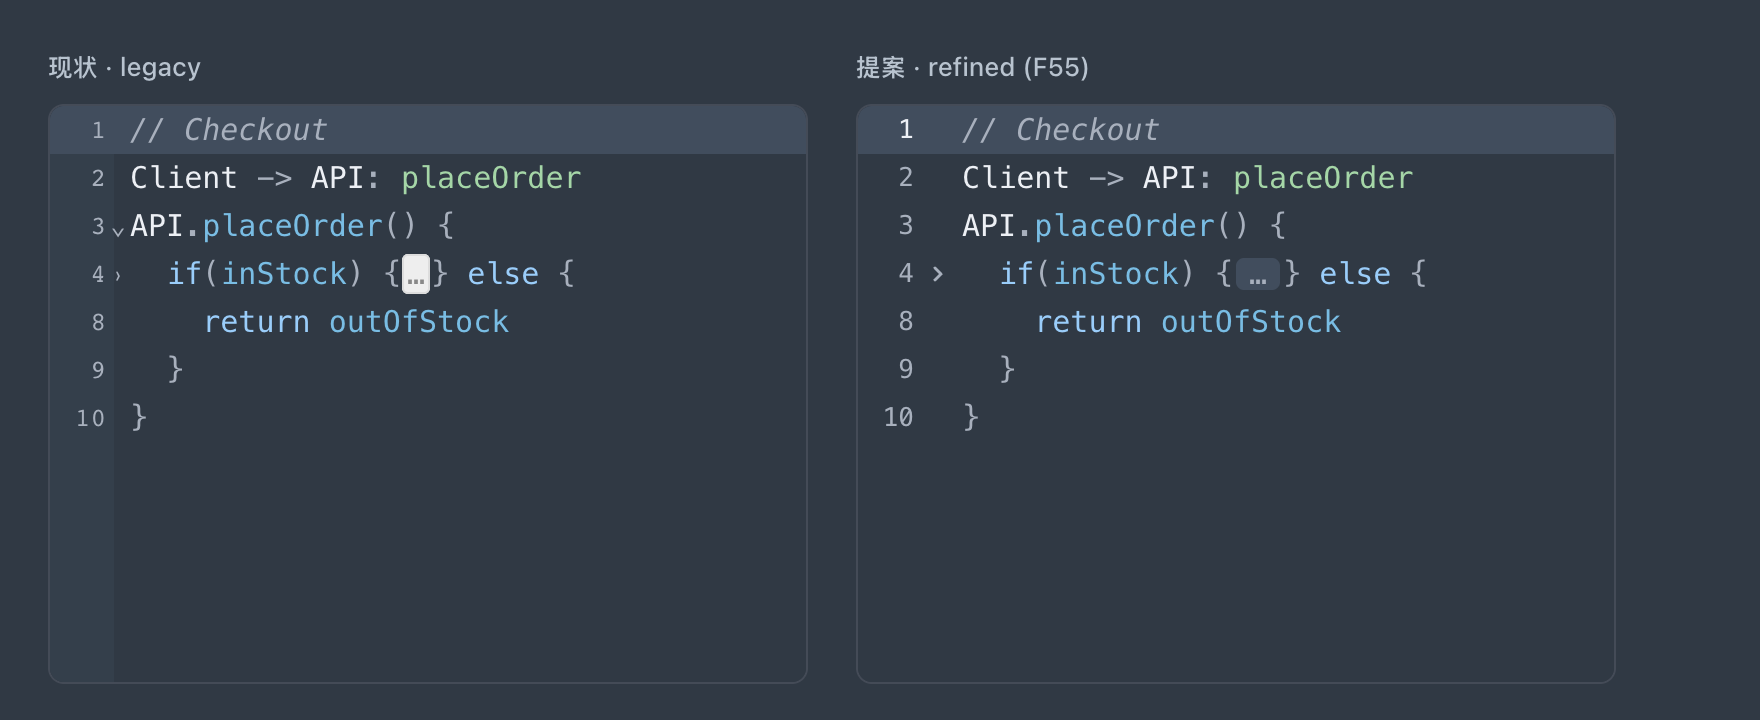 现状 · legacy
1 // Checkout
2 Client -> API: placeOrder
3 API.placeOrder() {
4 if(inStock) {…} else {
8 return outOfStock
9 }
10 }
提案 · refined (F55)
1 // Checkout
2 Client -> API: placeOrder
3 API.placeOrder() {
4 if(inStock) {…} else {
8 return outOfStock
9 }
10 }